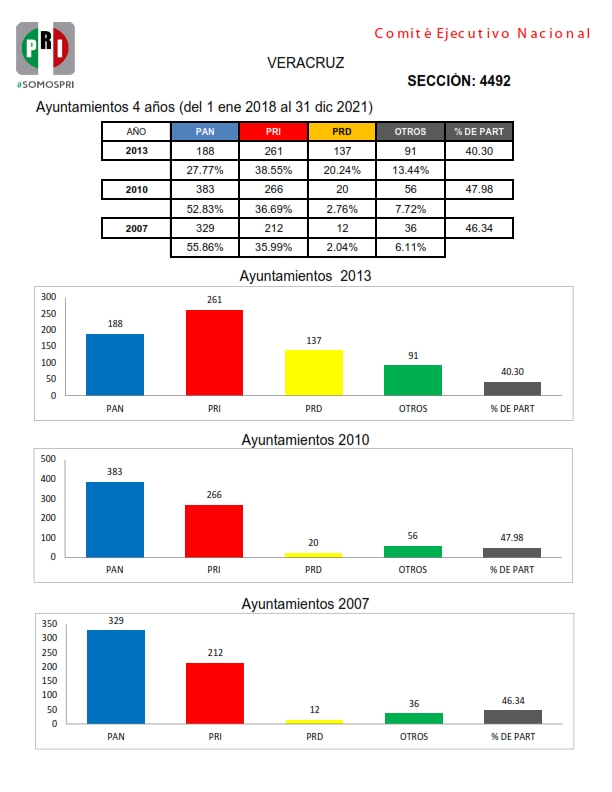 PRI
#SOMOSPRI
Comité Ejecutivo Nacional
VERACRUZ
SECCIÓN: 4492
Ayuntamientos 4 años (del 1 ene 2018 al 31 dic 2021)
AÑO PAN PRI PRD OTROS % DE PART
2013 188 261 137 91 40.30
27.77% 38.55% 20.24% 13.44%
2010 383 266 20 56 47.98
52.83% 36.69% 2.76% 7.72%
2007 329 212 12 36 46.34
55.86% 35.99% 2.04% 6.11%
Ayuntamientos 2013
300
250
200
150
100
50
0
188
261
137
91
40.30
PAN PRI PRD OTROS % DE PART
Ayuntamientos 2010
500
400
300
200
100
0
383
266
20
56
47.98
PAN PRI PRD OTROS % DE PART
Ayuntamientos 2007
350
300
250
200
150
100
50
0
329
212
12
36
46.34
PAN PRI PRD OTROS % DE PART